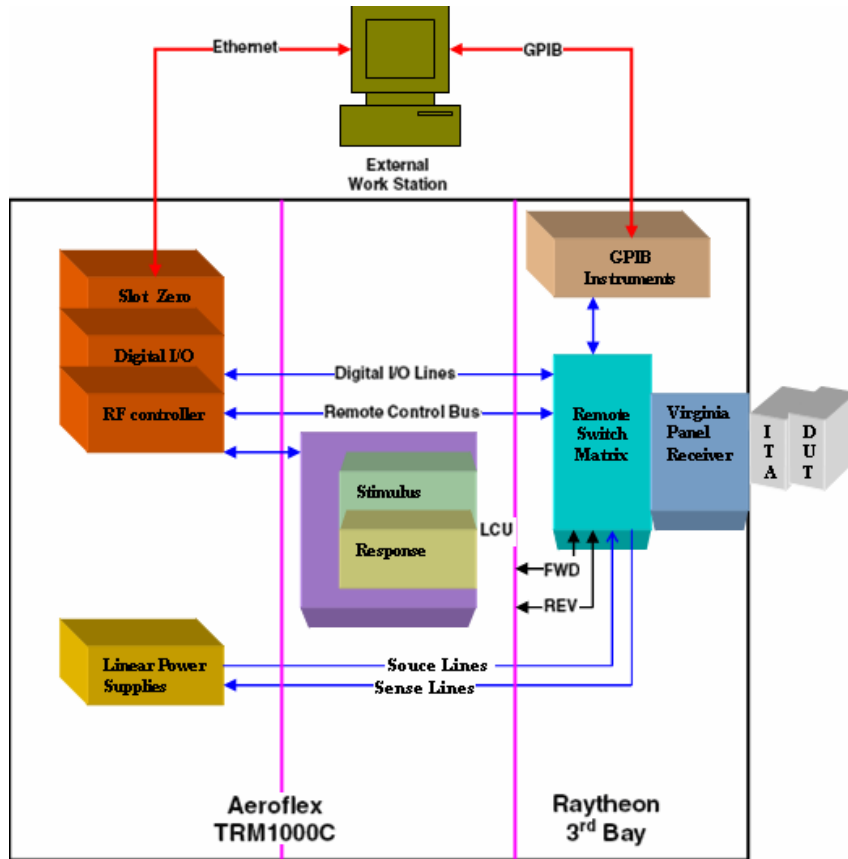 Ethernet
GPIB
External
Work Station
GPIB
Instruments
Slot Zero
Digital I/O
RF controller
Digital I/O Lines
Remote Control Bus
Remote
Switch
Matrix
Virginia
Panel
Receiver
I
T
A
D
U
T
Stimulus
Response
LCU
FWD
REV
Linear Power
Supplies
Souce Lines
Sense Lines
Aeroflex
TRM1000C
Raytheon
3rd Bay